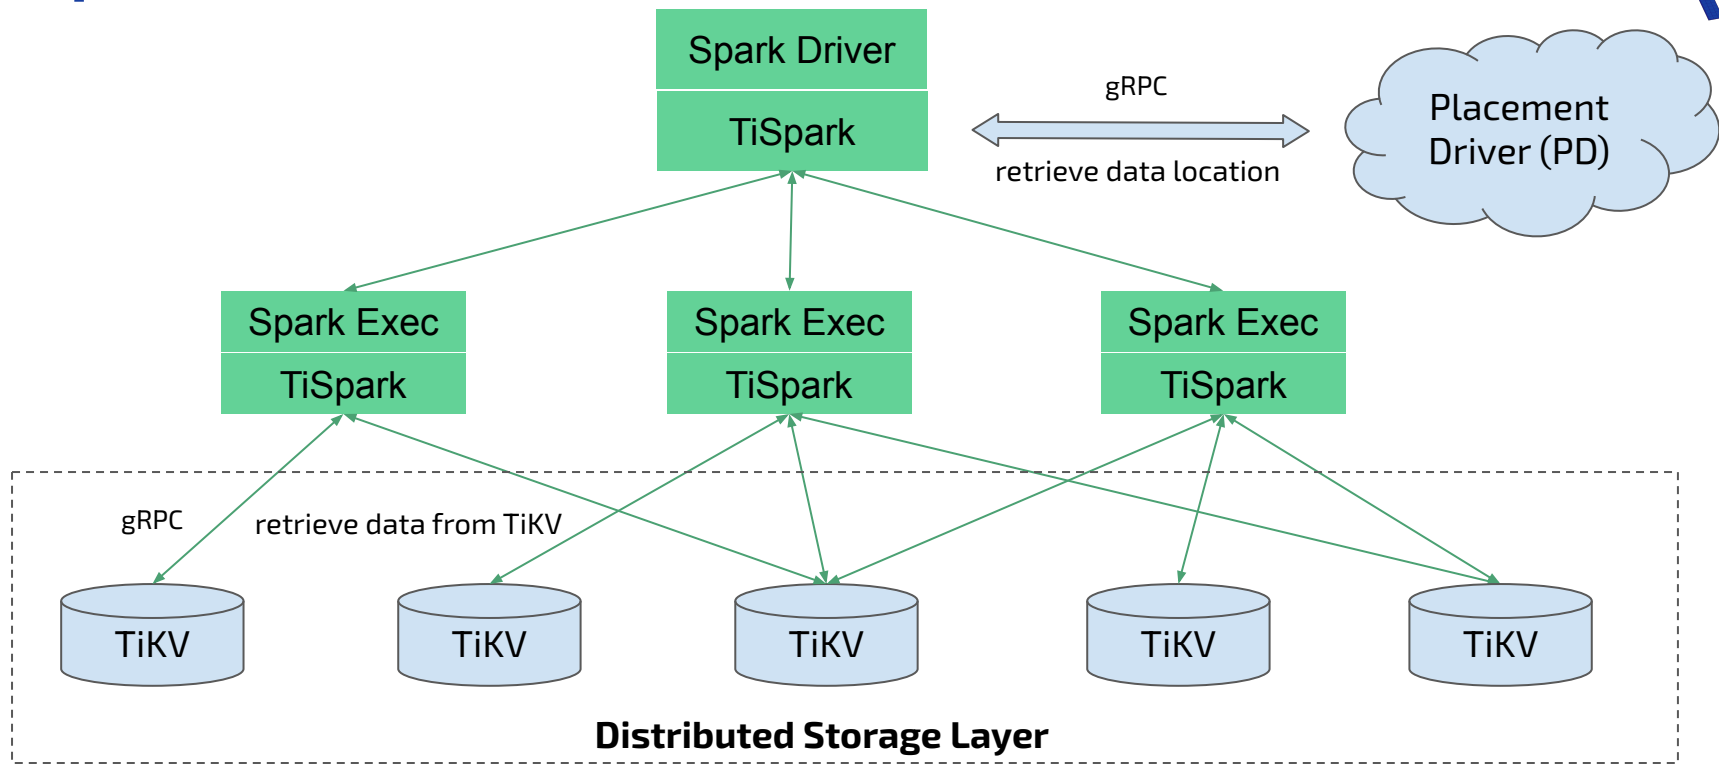 Spark Driver
TiSpark
gRPC
retrieve data location
Placement
Driver (PD)
Spark Exec
TiSpark
Spark Exec
TiSpark
Spark Exec
TiSpark
gRPC
retrieve data from TiKV
TiKV
TiKV
TiKV
TiKV
TiKV
Distributed Storage Layer